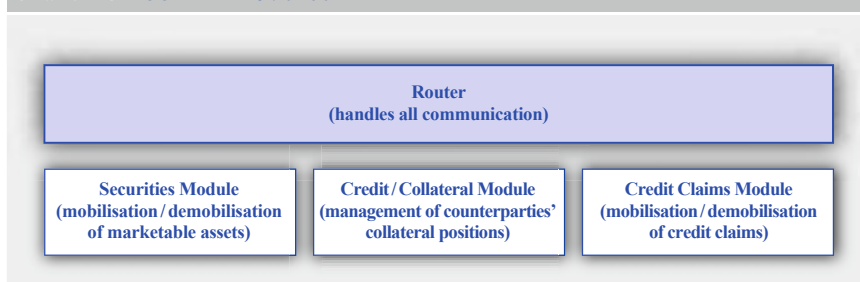 Router
(handles all communication)
Securities Module
(mobilisation / demobilisation
of marketable assets)
Credit / Collateral Module
(management of counterparties’
collateral positions)
Credit Claims Module
(mobilisation / demobilisation
of credit claims)